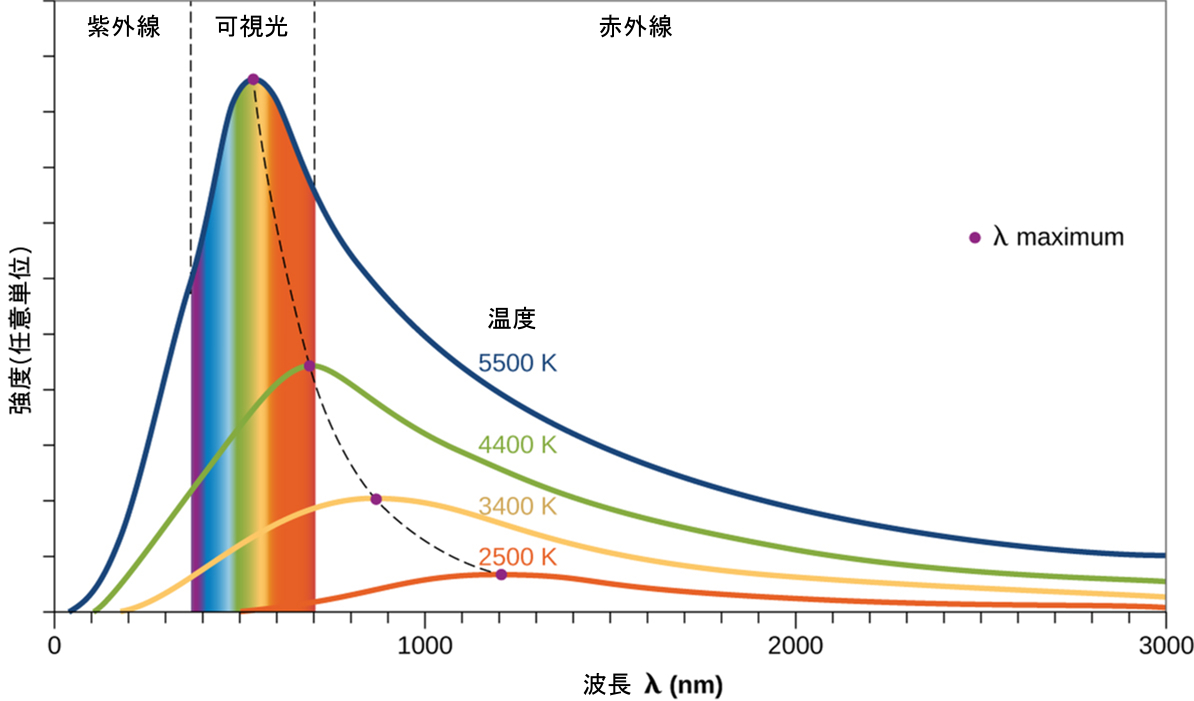 紫外線
可視光
赤外線
λ maximum
温度
5500 K
4400 K
3400 K
2500 K
強度(任意単位)
0
1000
2000
3000
波長 λ (nm)